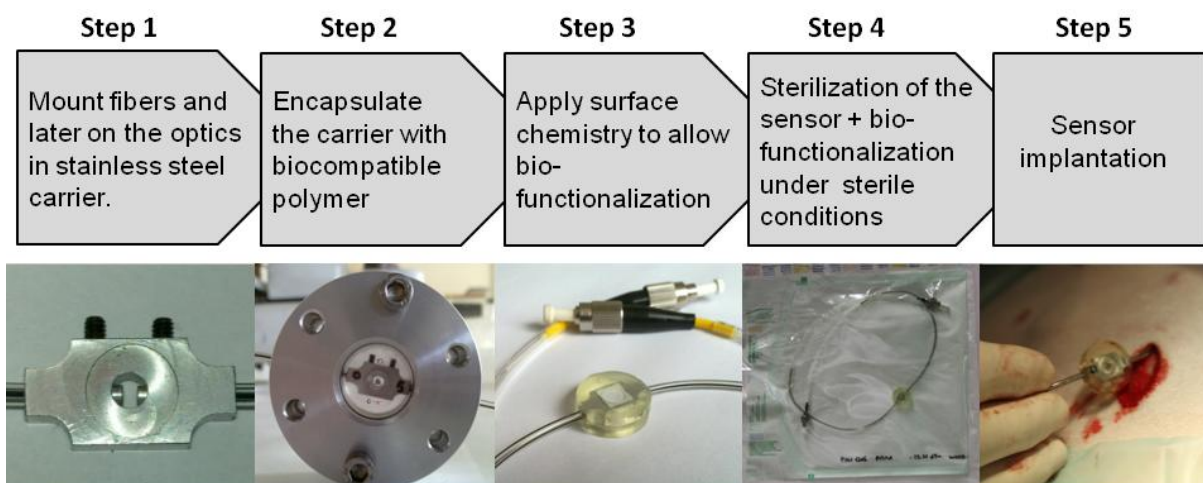 Step 1
Mount fibers and
later on the optics
in stainless steel
carrier.
Step 2
Encapsulate
the carrier with
biocompatible
polymer
Step 3
Apply surface
chemistry to allow
bio-
functionalization
Step 4
Sterilization of the
sensor + bio-
functionalization
under sterile
conditions
Step 5
Sensor
implantation